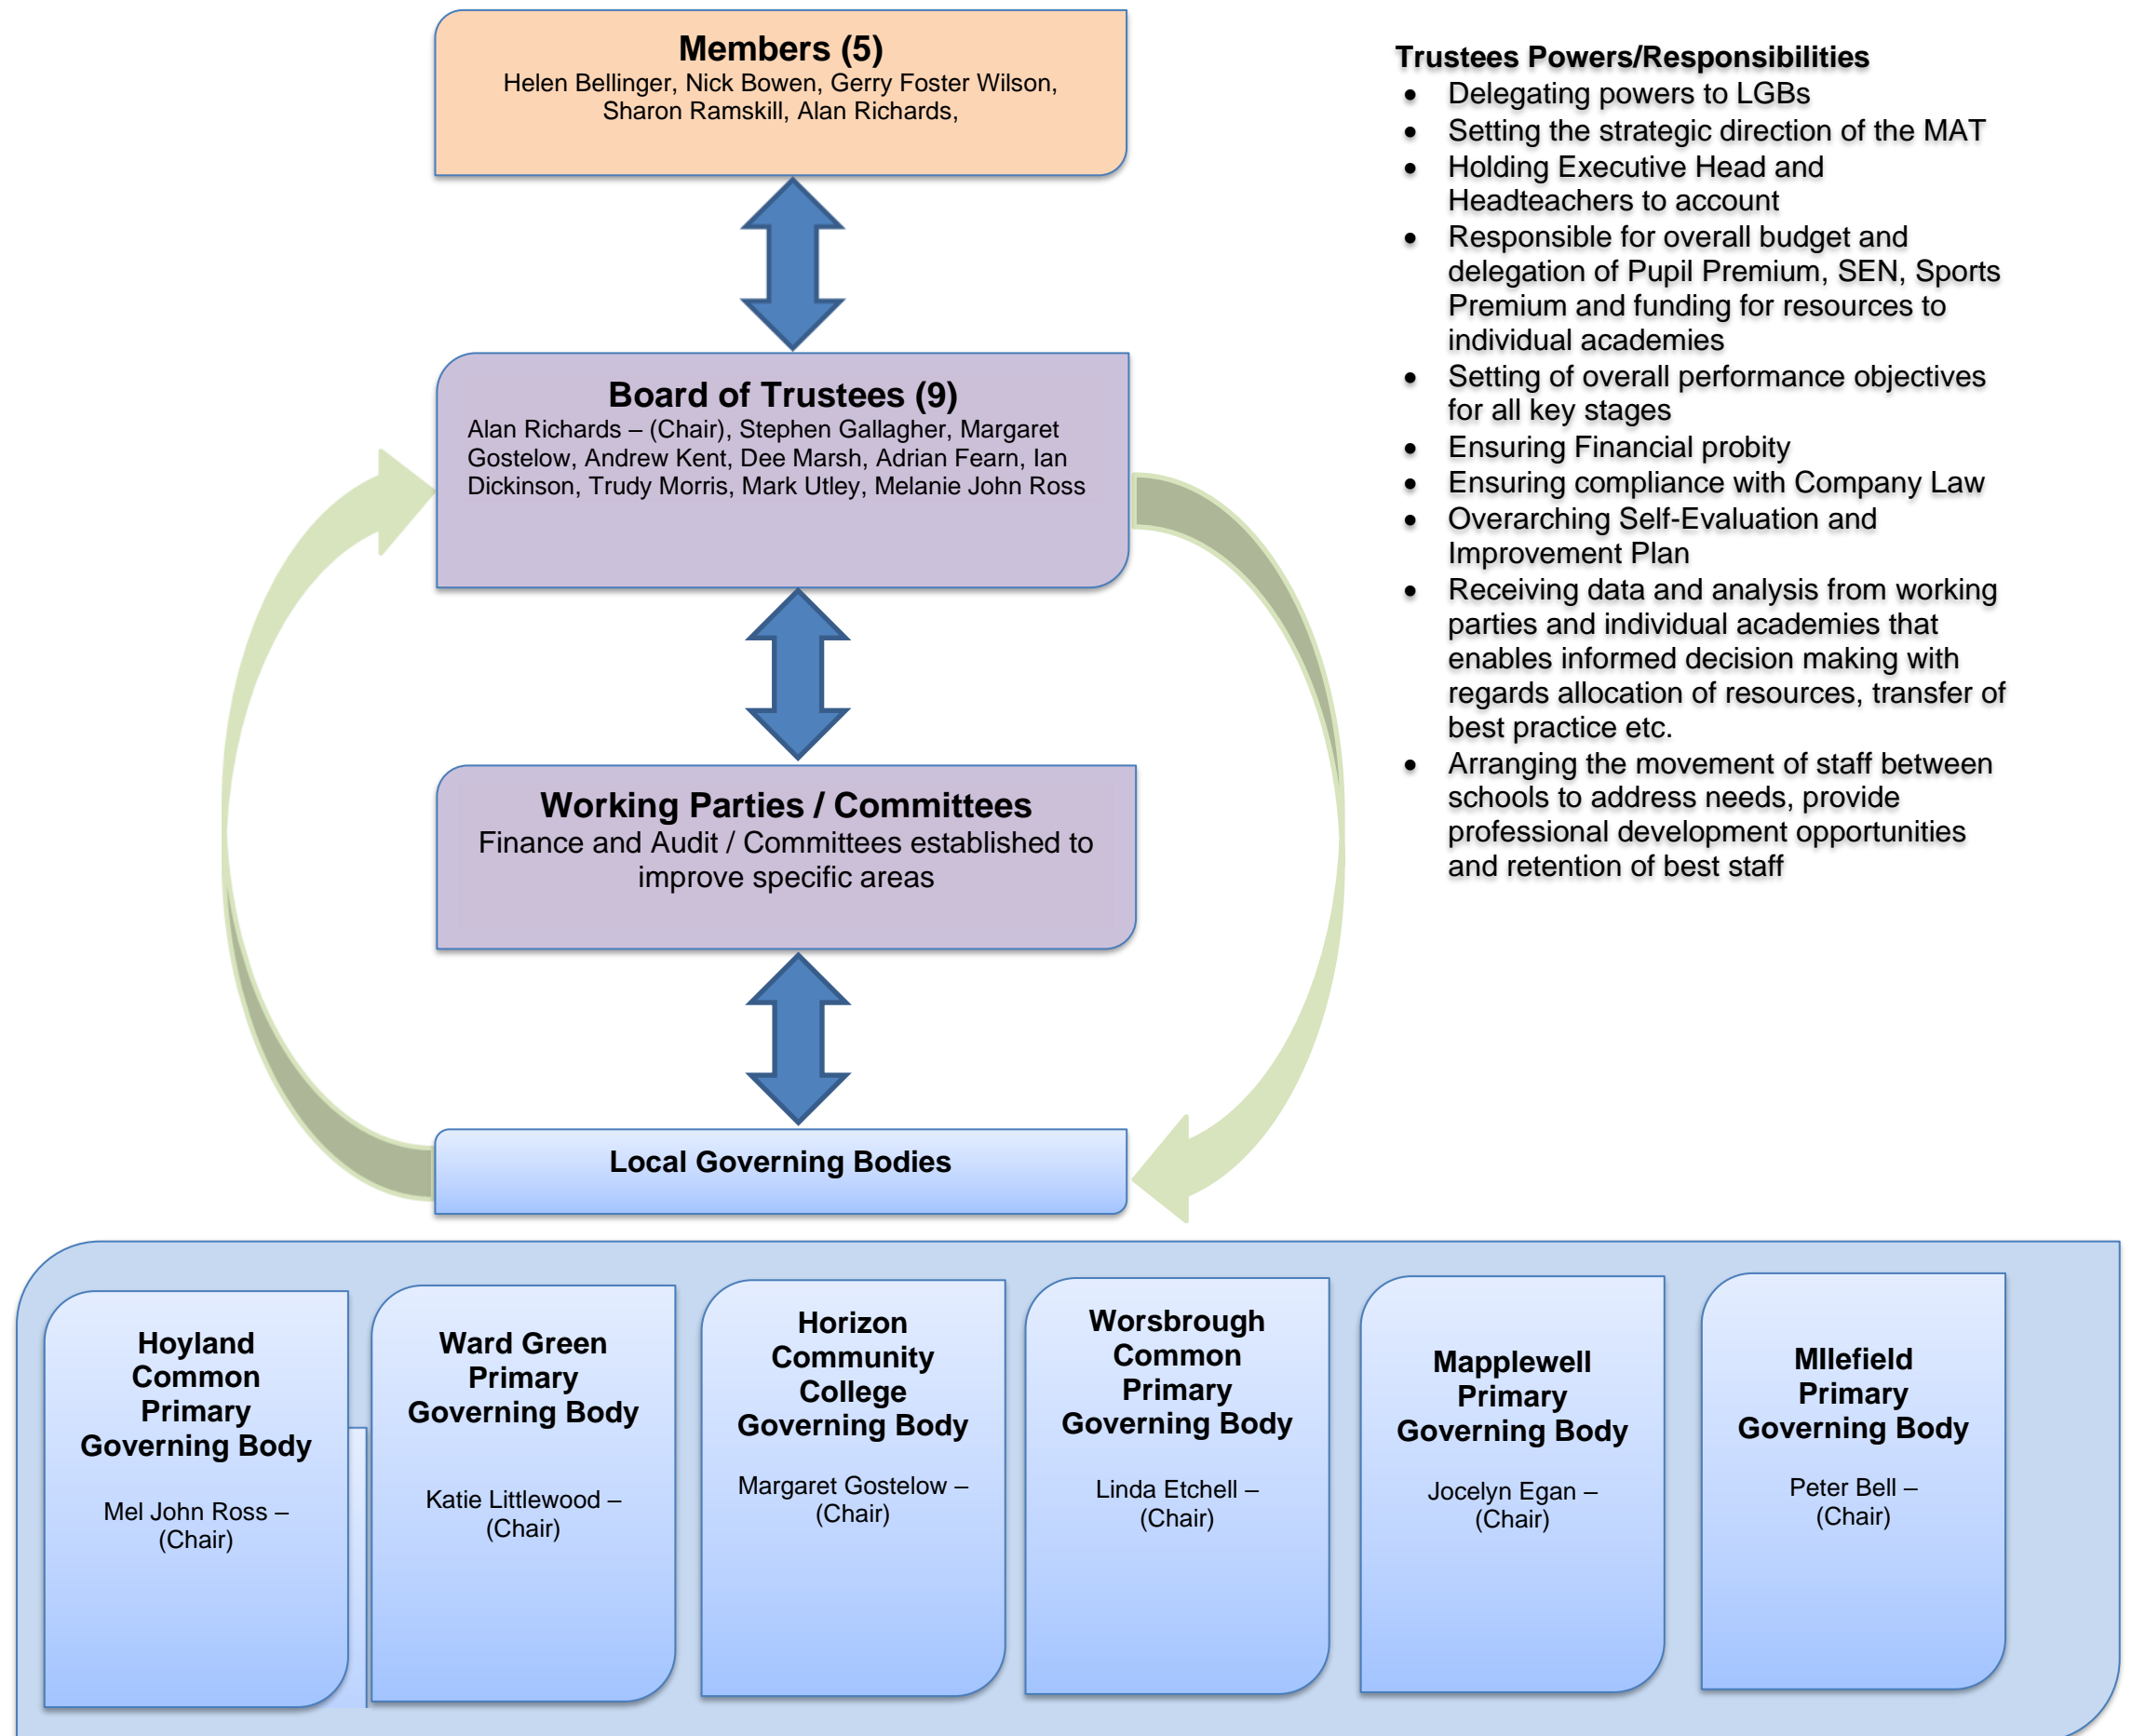 Members (5)
Helen Bellinger, Nick Bowen, Gerry Foster Wilson,
Sharon Ramskill, Alan Richards,
Board of Trustees (9)
Alan Richards – (Chair), Stephen Gallagher, Margaret
Gostelow, Andrew Kent, Dee Marsh, Adrian Fearn, Ian
Dickinson, Trudy Morris, Mark Utley, Melanie John Ross
Working Parties / Committees
Finance and Audit / Committees established to
improve specific areas
Local Governing Bodies
Trustees Powers/Responsibilities
• Delegating powers to LGBs
• Setting the strategic direction of the MAT
• Holding Executive Head and
Headteachers to account
• Responsible for overall budget and
delegation of Pupil Premium, SEN, Sports
Premium and funding for resources to
individual academies
• Setting of overall performance objectives
for all key stages
• Ensuring Financial probity
• Ensuring compliance with Company Law
• Overarching Self-Evaluation and
Improvement Plan
• Receiving data and analysis from working
parties and individual academies that
enables informed decision making with
regards allocation of resources, transfer of
best practice etc.
• Arranging the movement of staff between
schools to address needs, provide
professional development opportunities
and retention of best staff
Hoyland
Common
Primary
Governing Body
Mel John Ross –
(Chair)
Ward Green
Primary
Governing Body
Katie Littlewood –
(Chair)
Horizon
Community
College
Governing Body
Margaret Gostelow –
(Chair)
Worsbrough
Common
Primary
Governing Body
Linda Etchell –
(Chair)
Mapplewell
Primary
Governing Body
Jocelyn Egan –
(Chair)
MIlefield
Primary
Governing Body
Peter Bell –
(Chair)